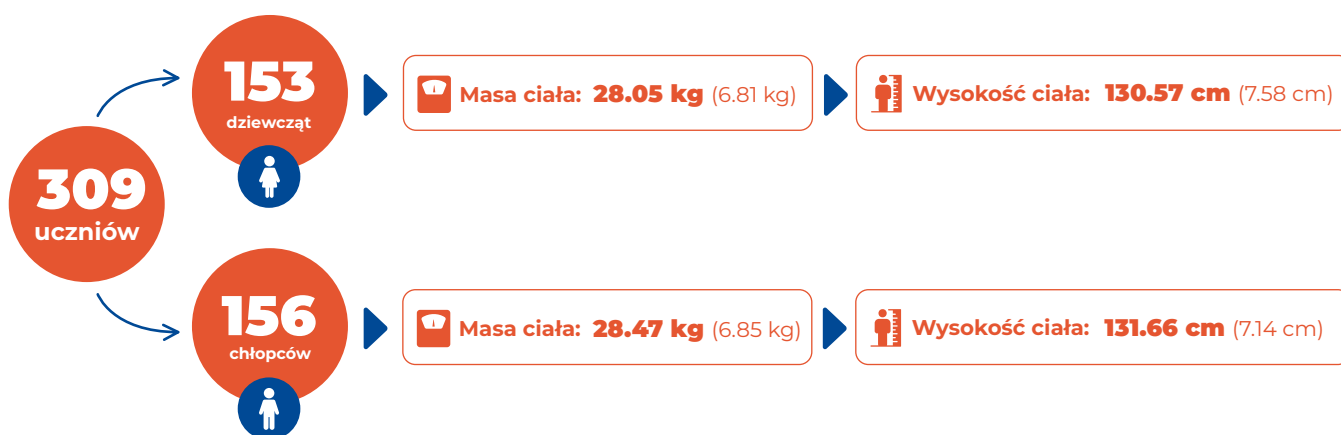 309
uczniów
153
dziewcząt
Masa ciała: 28.05 kg (6.81 kg)
Wysokość ciała: 130.57 cm (7.58 cm)
156
chłopców
Masa ciała: 28.47 kg (6.85 kg)
Wysokość ciała: 131.66 cm (7.14 cm)